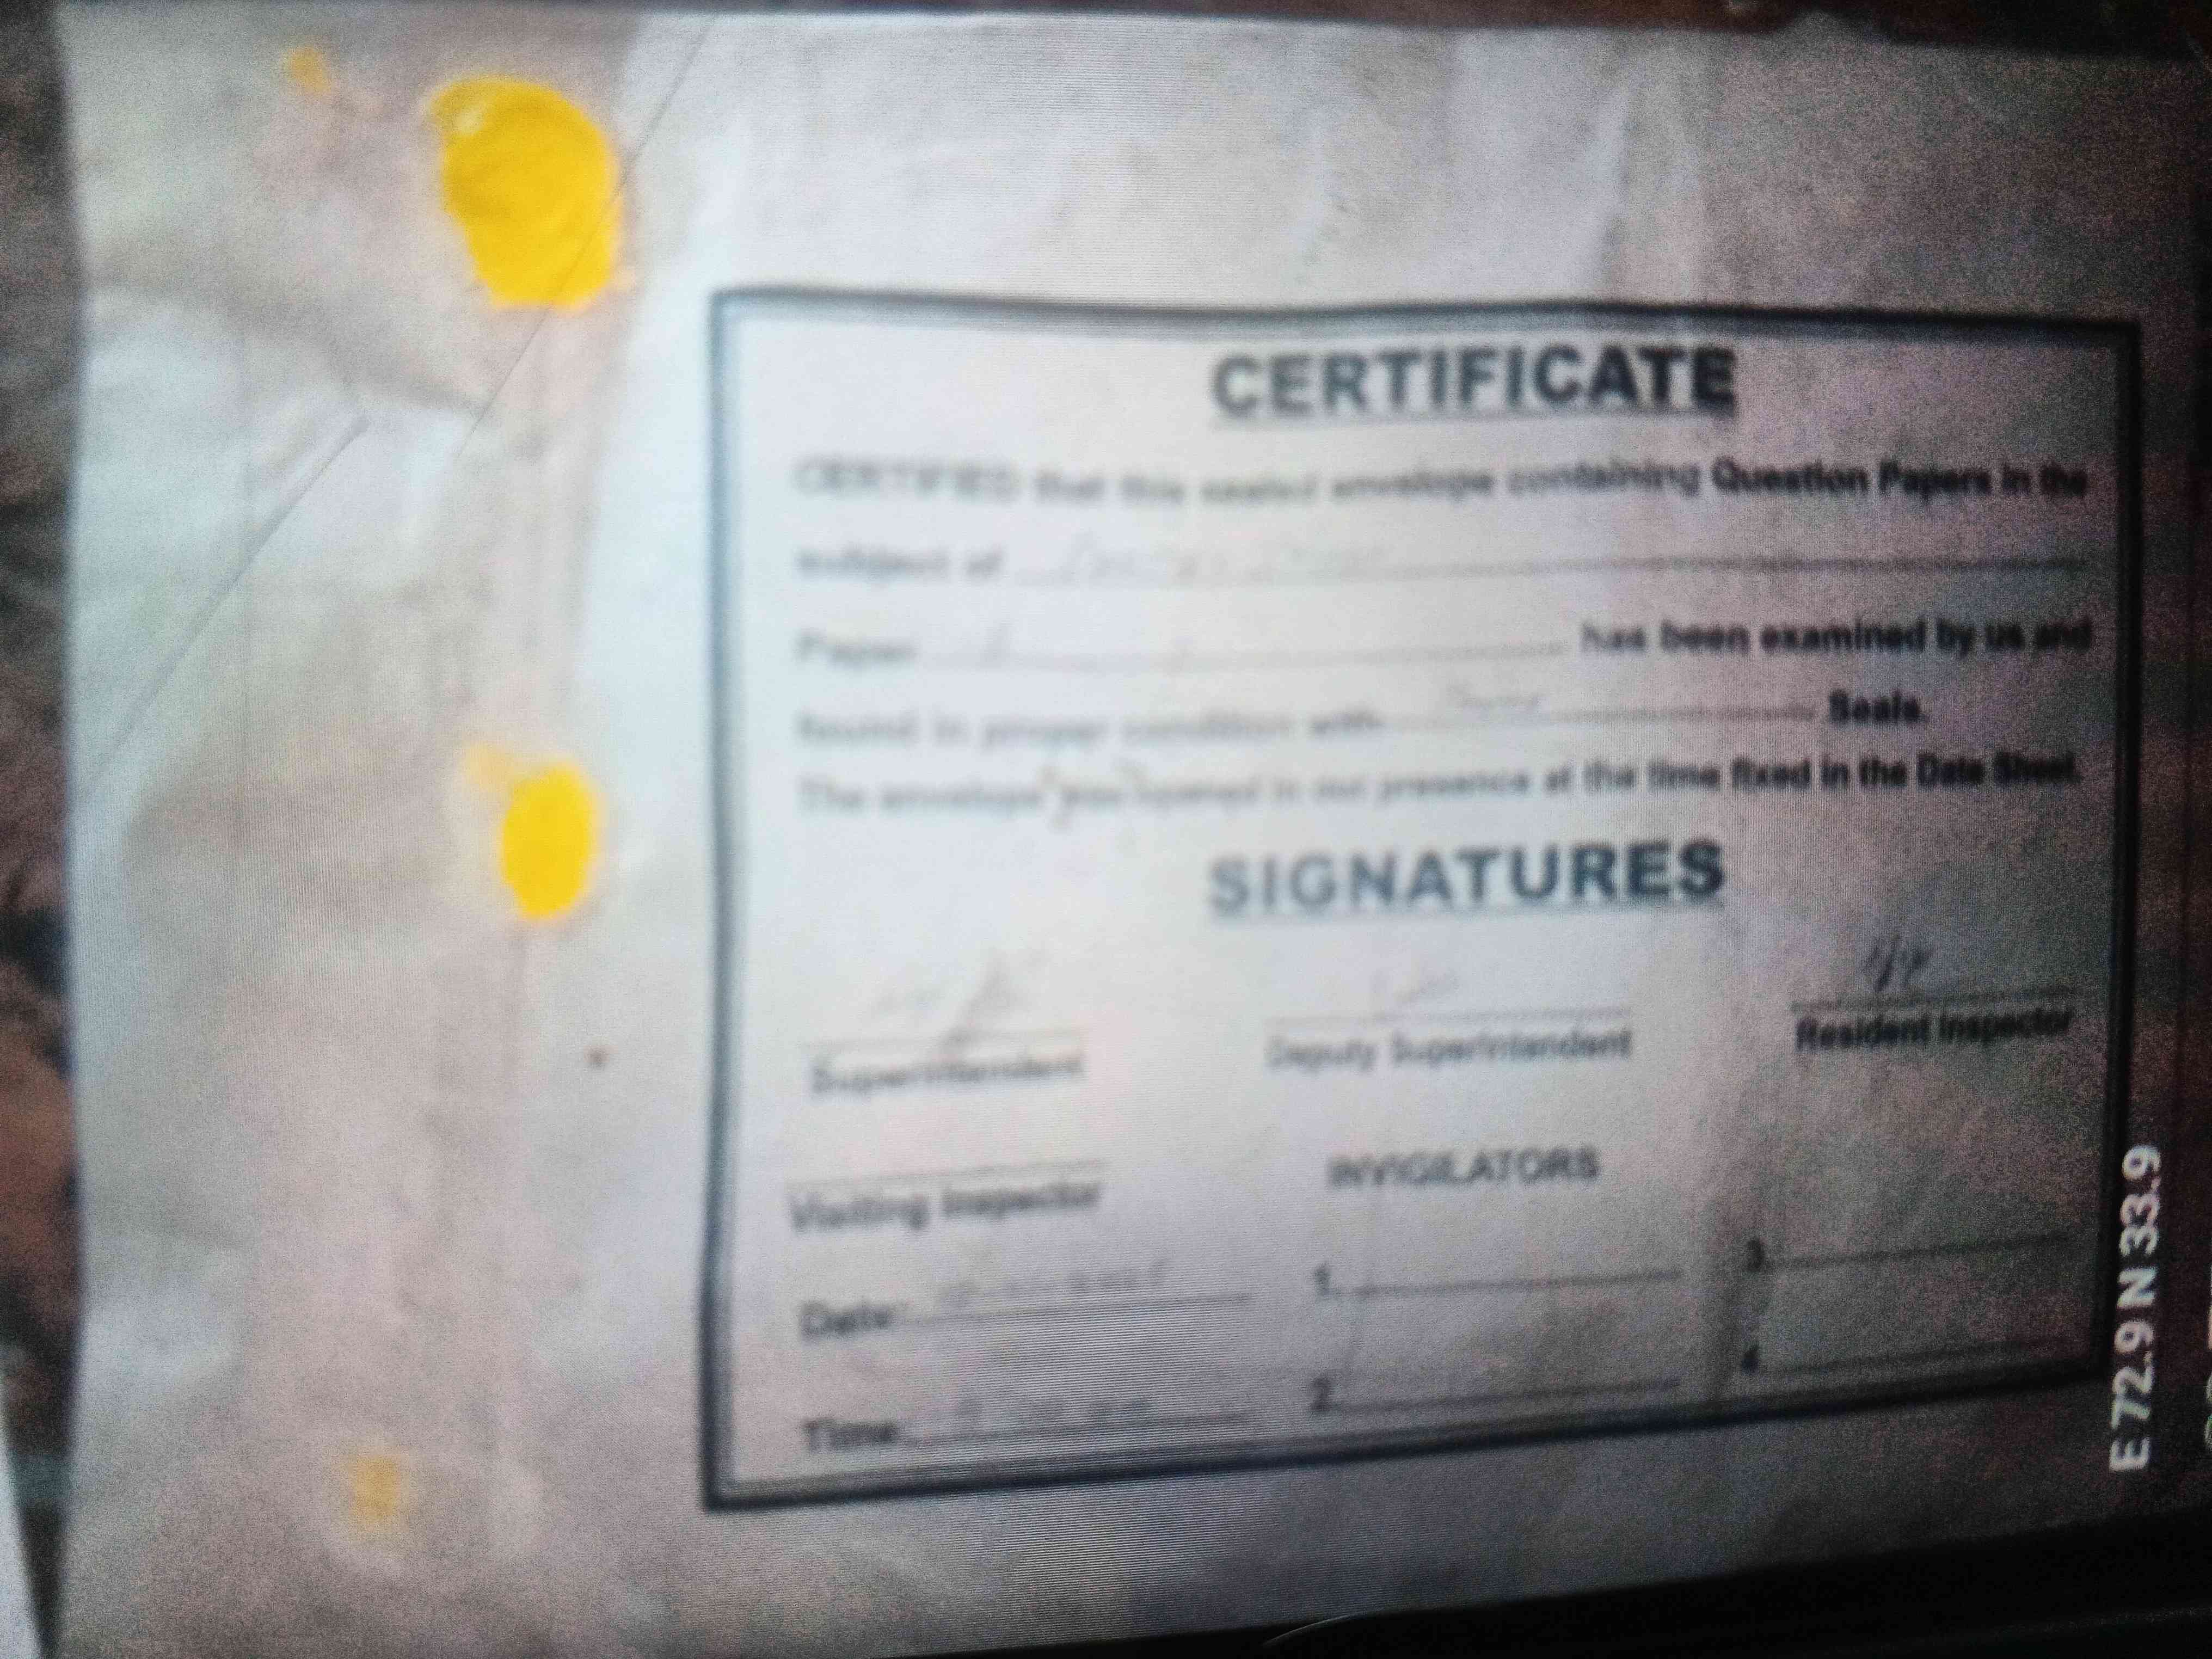 CERTIFICATE
CERTIFIED that this sealed envelope containing Question Papers in the
subject of
Paper has been examined by us and
found in proper condition with Seals.
The envelope was opened in our presence at the time fixed in the Date Sheet.
SIGNATURES
Superintendent Deputy Superintendent Resident Inspector
Visiting Inspector INVIGILATORS
Date: 1. 3.
Time: 2. 4.
E 72.9 N 33.9